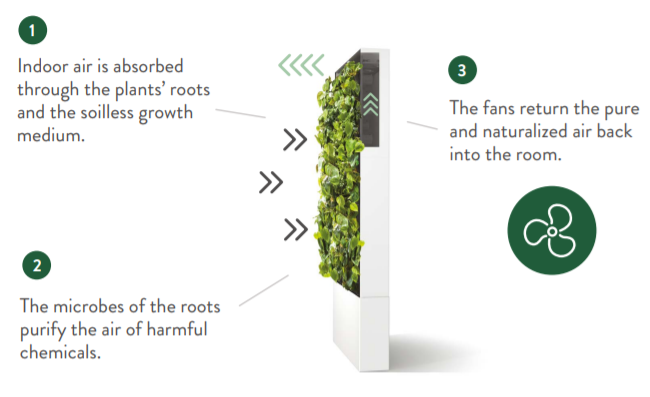 1
Indoor air is absorbed
through the plants’ roots
and the soilless growth
medium.
2
The microbes of the roots
purify the air of harmful
chemicals.
3
The fans return the pure
and naturalized air back
into the room.